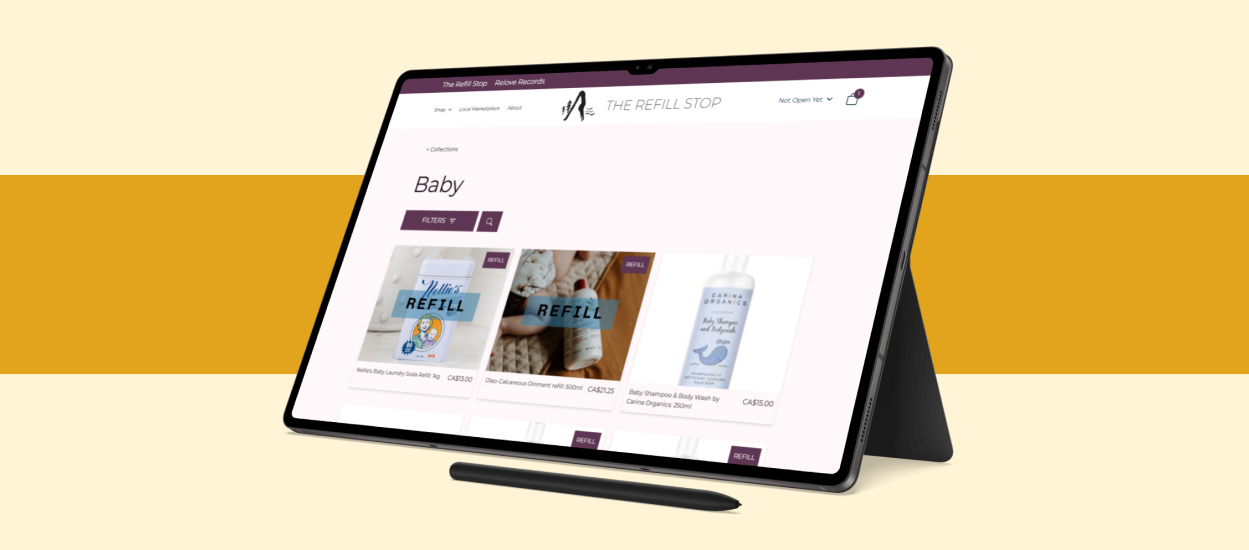 The Refill Stop Relove Records
Shop Local Marketplace About
THE REFILL STOP
Not Open Yet
< Collections
Baby
FILTERS
REFILL
REFILL
Nellie's
REFILL
REFILL
CARINA
ORGANICS
Baby Shampoo
and Bodywash
Nellie's Baby Laundry Soda Refill: 1kg CA$13.00
Oleo Calcareous Oinment refill: 500ml CA$21.25
Baby Shampoo & Body Wash by
Carina Organics: 250ml
CA$15.00
REFILL
REFILL